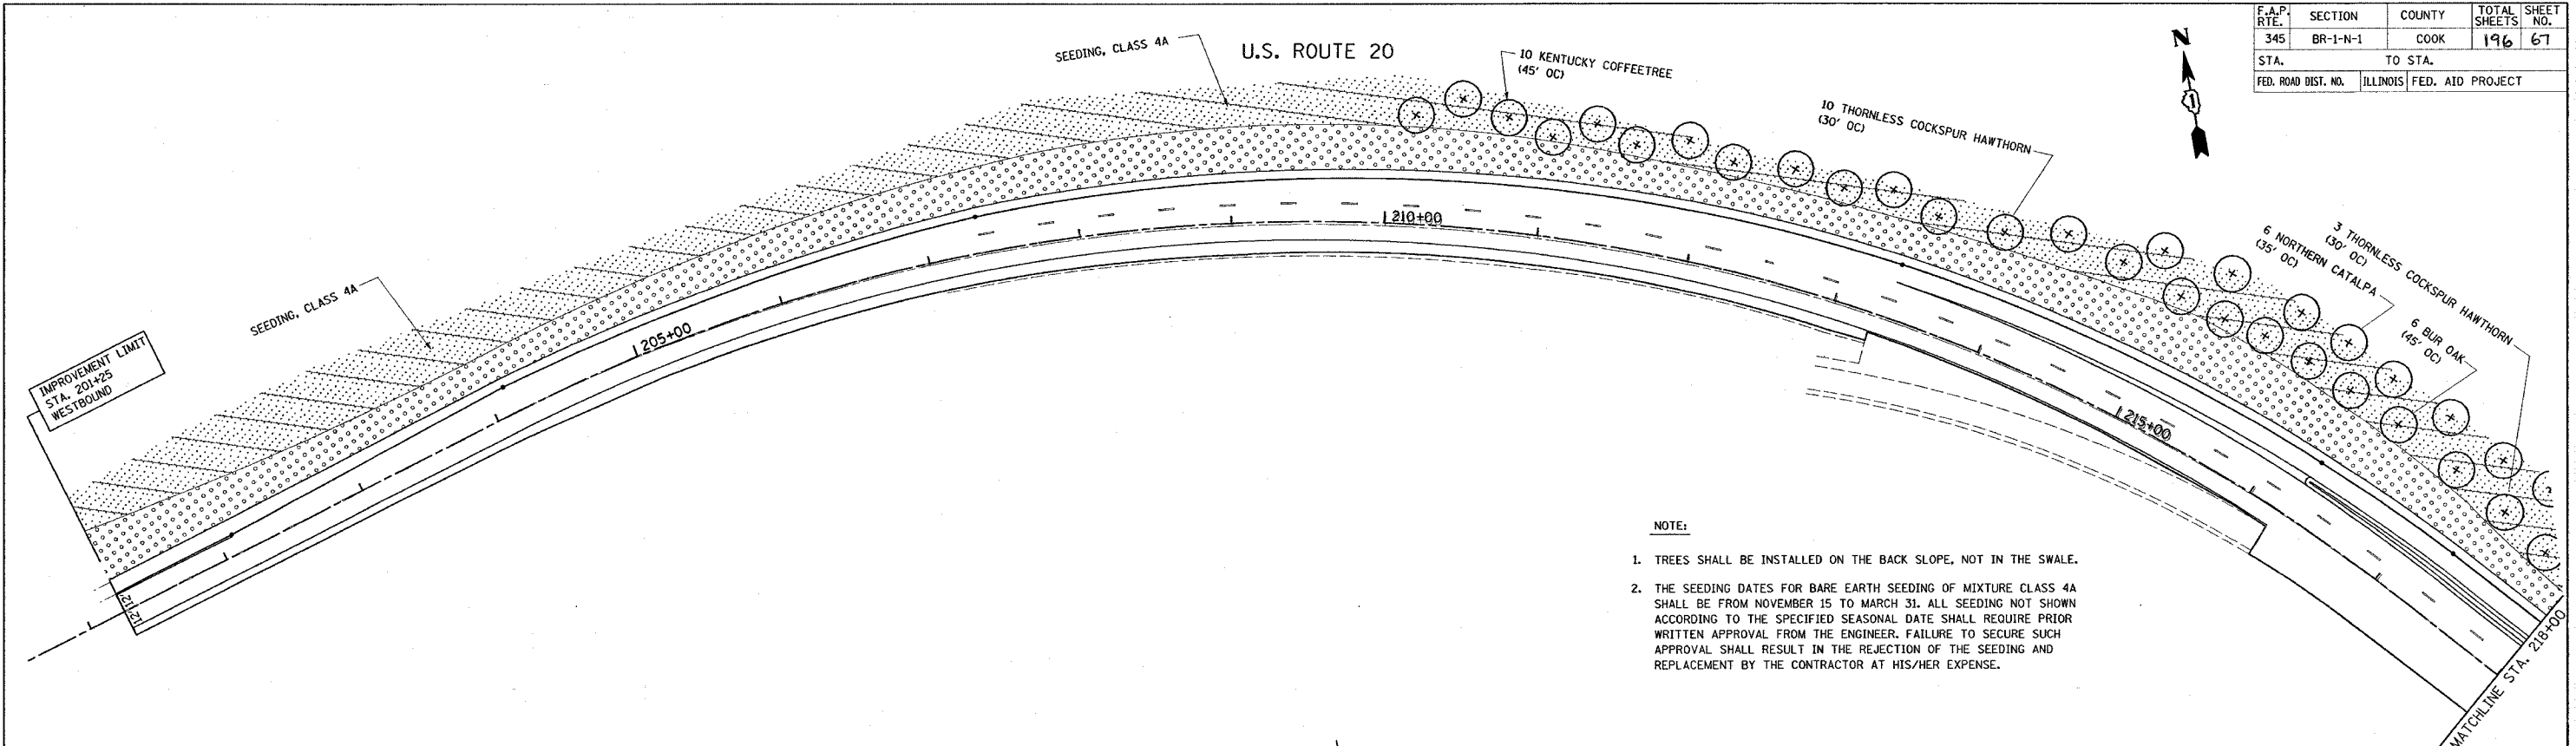 F.A.P. RTE. SECTION COUNTY TOTAL SHEETS SHEET NO.
345 BR-1-N-1 COOK 196 67
STA. TO STA.
FED. ROAD DIST. NO. ILLINOIS FED. AID PROJECT
N
U.S. ROUTE 20
SEEDING, CLASS 4A
10 KENTUCKY COFFEETREE
(45' OC)
10 THORNLESS COCKSPUR HAWTHORN
(30' OC)
3 THORNLESS COCKSPUR HAWTHORN
(30' OC)
6 NORTHERN CATALPA
(35' OC)
6 BUR OAK
(45' OC)
SEEDING, CLASS 4A
IMPROVEMENT LIMIT
STA. 201+25
WESTBOUND
205+00
210+00
215+00
12' 12'
MATCHLINE STA. 218+00
NOTE:
1. TREES SHALL BE INSTALLED ON THE BACK SLOPE, NOT IN THE SWALE.
2. THE SEEDING DATES FOR BARE EARTH SEEDING OF MIXTURE CLASS 4A
SHALL BE FROM NOVEMBER 15 TO MARCH 31. ALL SEEDING NOT SHOWN
ACCORDING TO THE SPECIFIED SEASONAL DATE SHALL REQUIRE PRIOR
WRITTEN APPROVAL FROM THE ENGINEER. FAILURE TO SECURE SUCH
APPROVAL SHALL RESULT IN THE REJECTION OF THE SEEDING AND
REPLACEMENT BY THE CONTRACTOR AT HIS/HER EXPENSE.